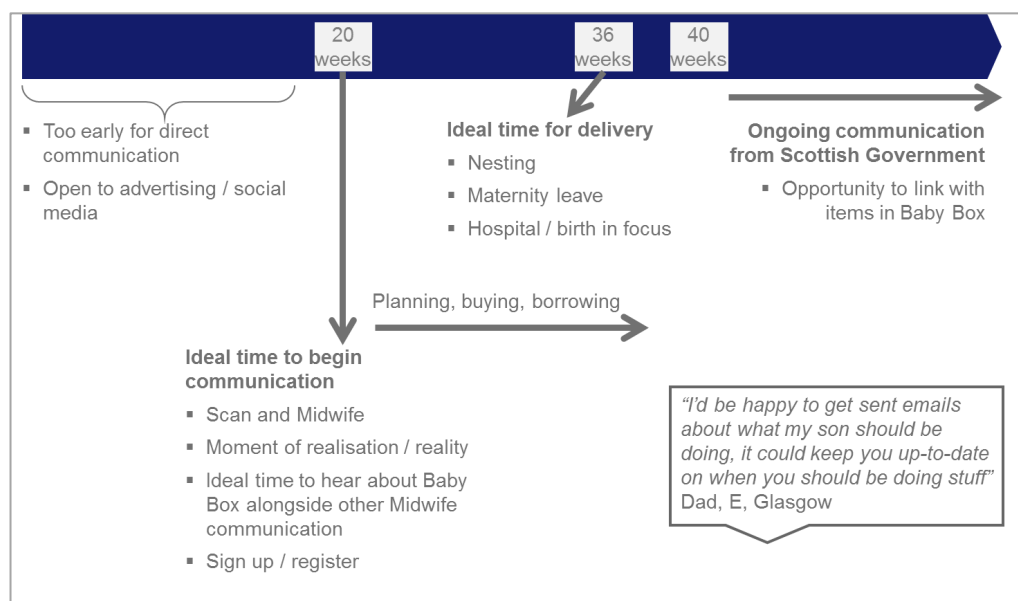 20
weeks
36
weeks
40
weeks
▪ Too early for direct
communication
▪ Open to advertising / social
media
Ideal time for delivery
▪ Nesting
▪ Maternity leave
▪ Hospital / birth in focus
Ongoing communication
from Scottish Government
▪ Opportunity to link with
items in Baby Box
Planning, buying, borrowing
Ideal time to begin
communication
▪ Scan and Midwife
▪ Moment of realisation / reality
▪ Ideal time to hear about Baby
Box alongside other Midwife
communication
▪ Sign up / register
“I’d be happy to get sent emails
about what my son should be
doing, it could keep you up-to-date
on when you should be doing stuff”
Dad, E, Glasgow